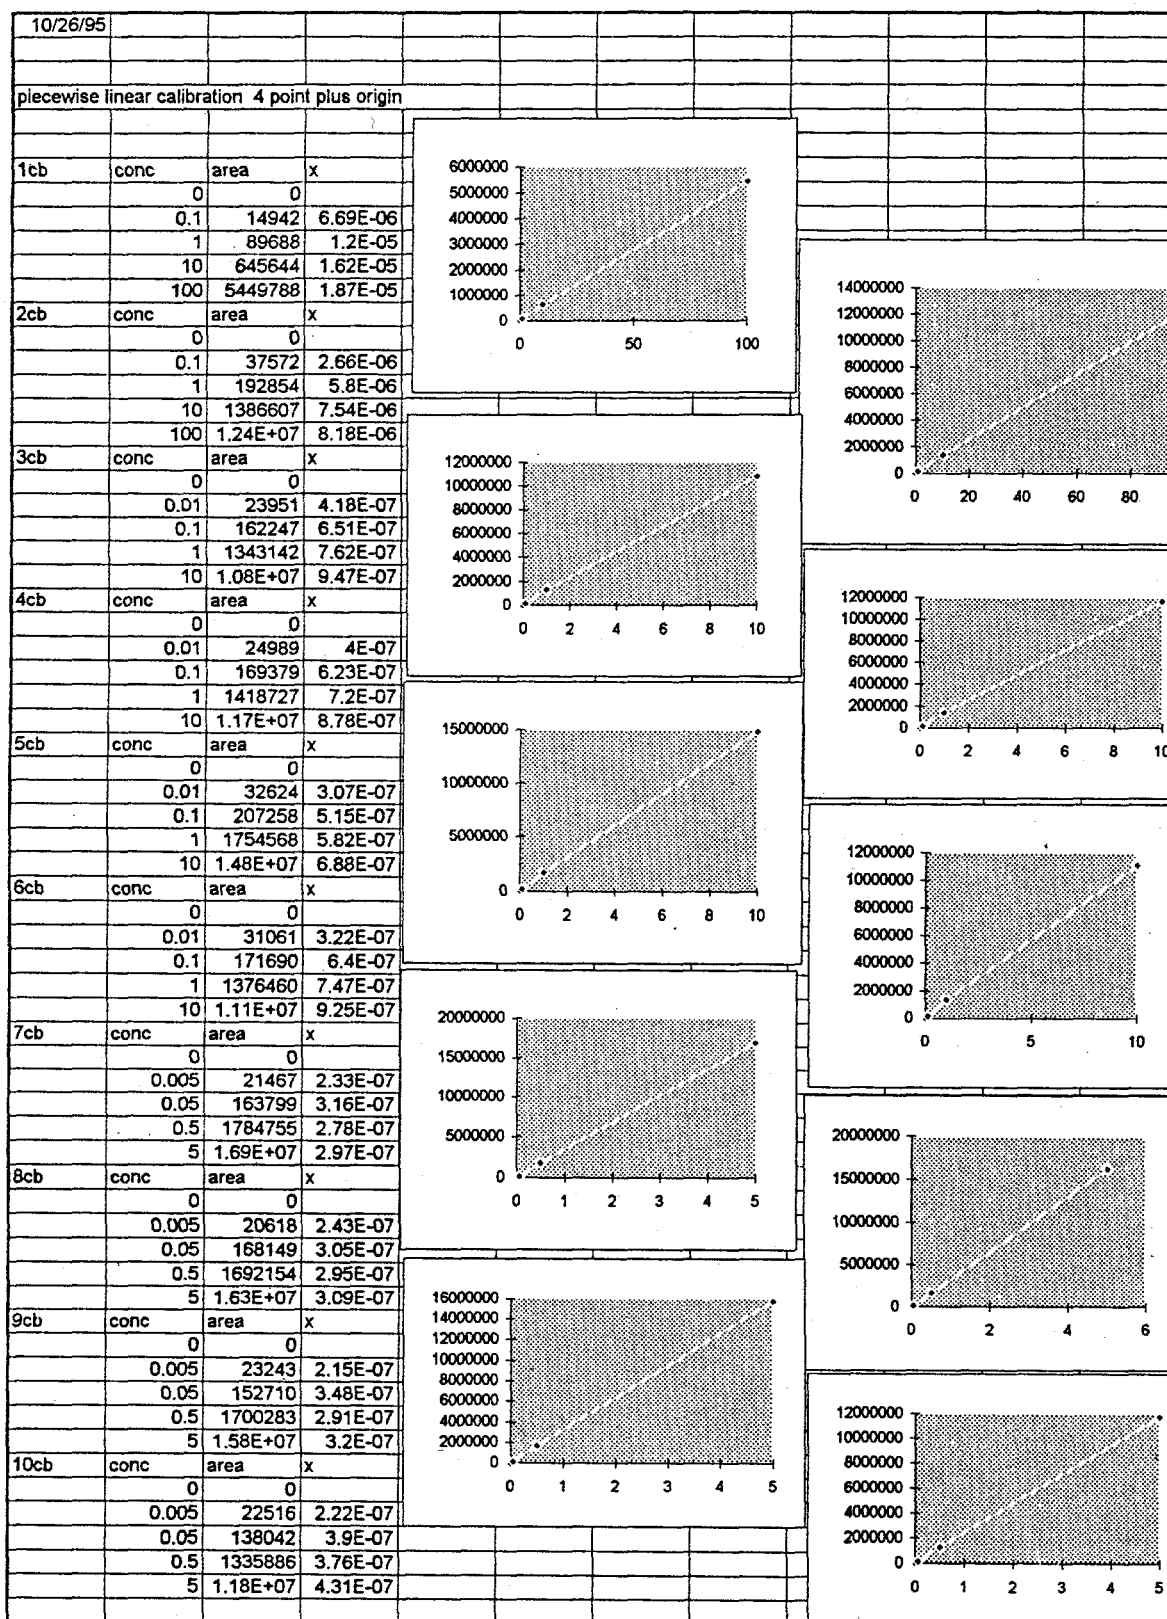 10/26/95
piecewise linear calibration 4 point plus origin
1cb conc area x
0 0
0.1 14942 6.69E-06
1 89688 1.2E-05
10 645644 1.62E-05
100 5449788 1.87E-05
2cb conc area x
0 0
0.1 37572 2.66E-06
1 192854 5.8E-06
10 1386607 7.54E-06
100 1.24E+07 8.18E-06
3cb conc area x
0 0
0.01 23951 4.18E-07
0.1 162247 6.51E-07
1 1343142 7.62E-07
10 1.08E+07 9.47E-07
4cb conc area x
0 0
0.01 24989 4E-07
0.1 169379 6.23E-07
1 1418727 7.2E-07
10 1.17E+07 8.78E-07
5cb conc area x
0 0
0.01 32624 3.07E-07
0.1 207258 5.15E-07
1 1754568 5.82E-07
10 1.48E+07 6.88E-07
6cb conc area x
0 0
0.01 31061 3.22E-07
0.1 171690 6.4E-07
1 1376460 7.47E-07
10 1.11E+07 9.25E-07
7cb conc area x
0 0
0.005 21467 2.33E-07
0.05 163799 3.16E-07
0.5 1784755 2.78E-07
5 1.69E+07 2.97E-07
8cb conc area x
0 0
0.005 20618 2.43E-07
0.05 168149 3.05E-07
0.5 1692154 2.95E-07
5 1.63E+07 3.09E-07
9cb conc area x
0 0
0.005 23243 2.15E-07
0.05 152710 3.48E-07
0.5 1700283 2.91E-07
5 1.58E+07 3.2E-07
10cb conc area x
0 0
0.005 22516 2.22E-07
0.05 138042 3.9E-07
0.5 1335886 3.76E-07
5 1.18E+07 4.31E-07
6000000
5000000
4000000
3000000
2000000
1000000
0
0 50 100
14000000
12000000
10000000
8000000
6000000
4000000
2000000
0
0 20 40 60 80
12000000
10000000
8000000
6000000
4000000
2000000
0
0 2 4 6 8 10
12000000
10000000
8000000
6000000
4000000
2000000
0
0 2 4 6 8 10
15000000
10000000
5000000
0
0 2 4 6 8 10
12000000
10000000
8000000
6000000
4000000
2000000
0
0 5 10
20000000
15000000
10000000
5000000
0
0 1 2 3 4 5
20000000
15000000
10000000
5000000
0
0 2 4 6
16000000
14000000
12000000
10000000
8000000
6000000
4000000
2000000
0
0 1 2 3 4 5
12000000
10000000
8000000
6000000
4000000
2000000
0
0 1 2 3 4 5